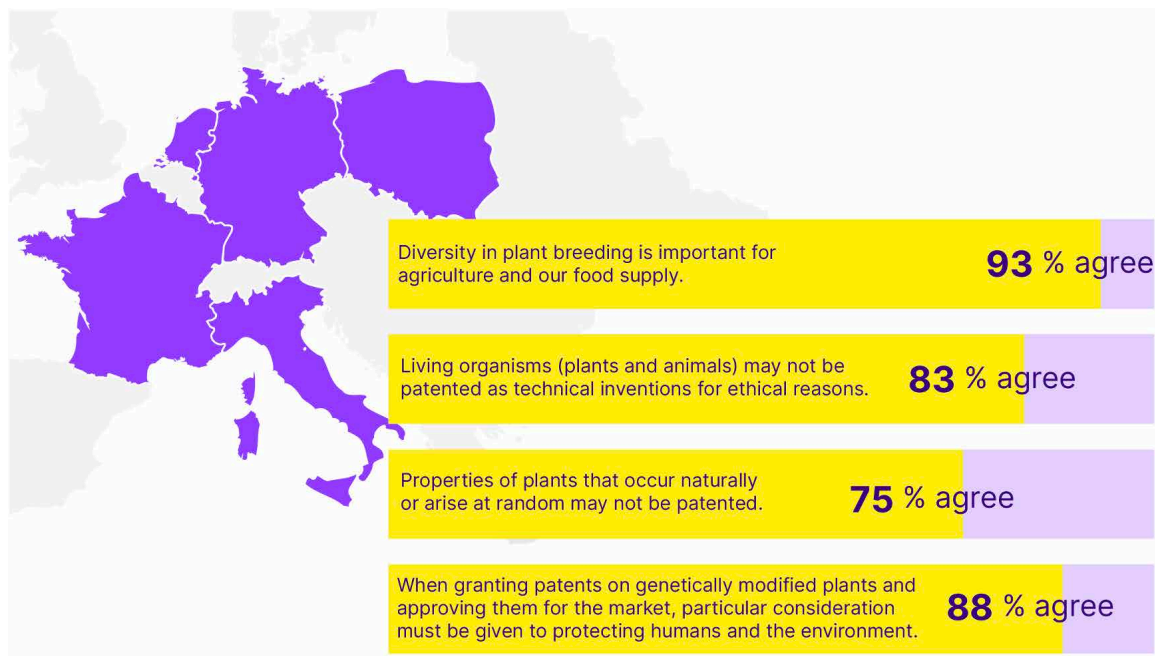 Diversity in plant breeding is important for
agriculture and our food supply.
93 % agree
Living organisms (plants and animals) may not be
patented as technical inventions for ethical reasons.
83 % agree
Properties of plants that occur naturally
or arise at random may not be patented.
75 % agree
When granting patents on genetically modified plants and
approving them for the market, particular consideration
must be given to protecting humans and the environment.
88 % agree